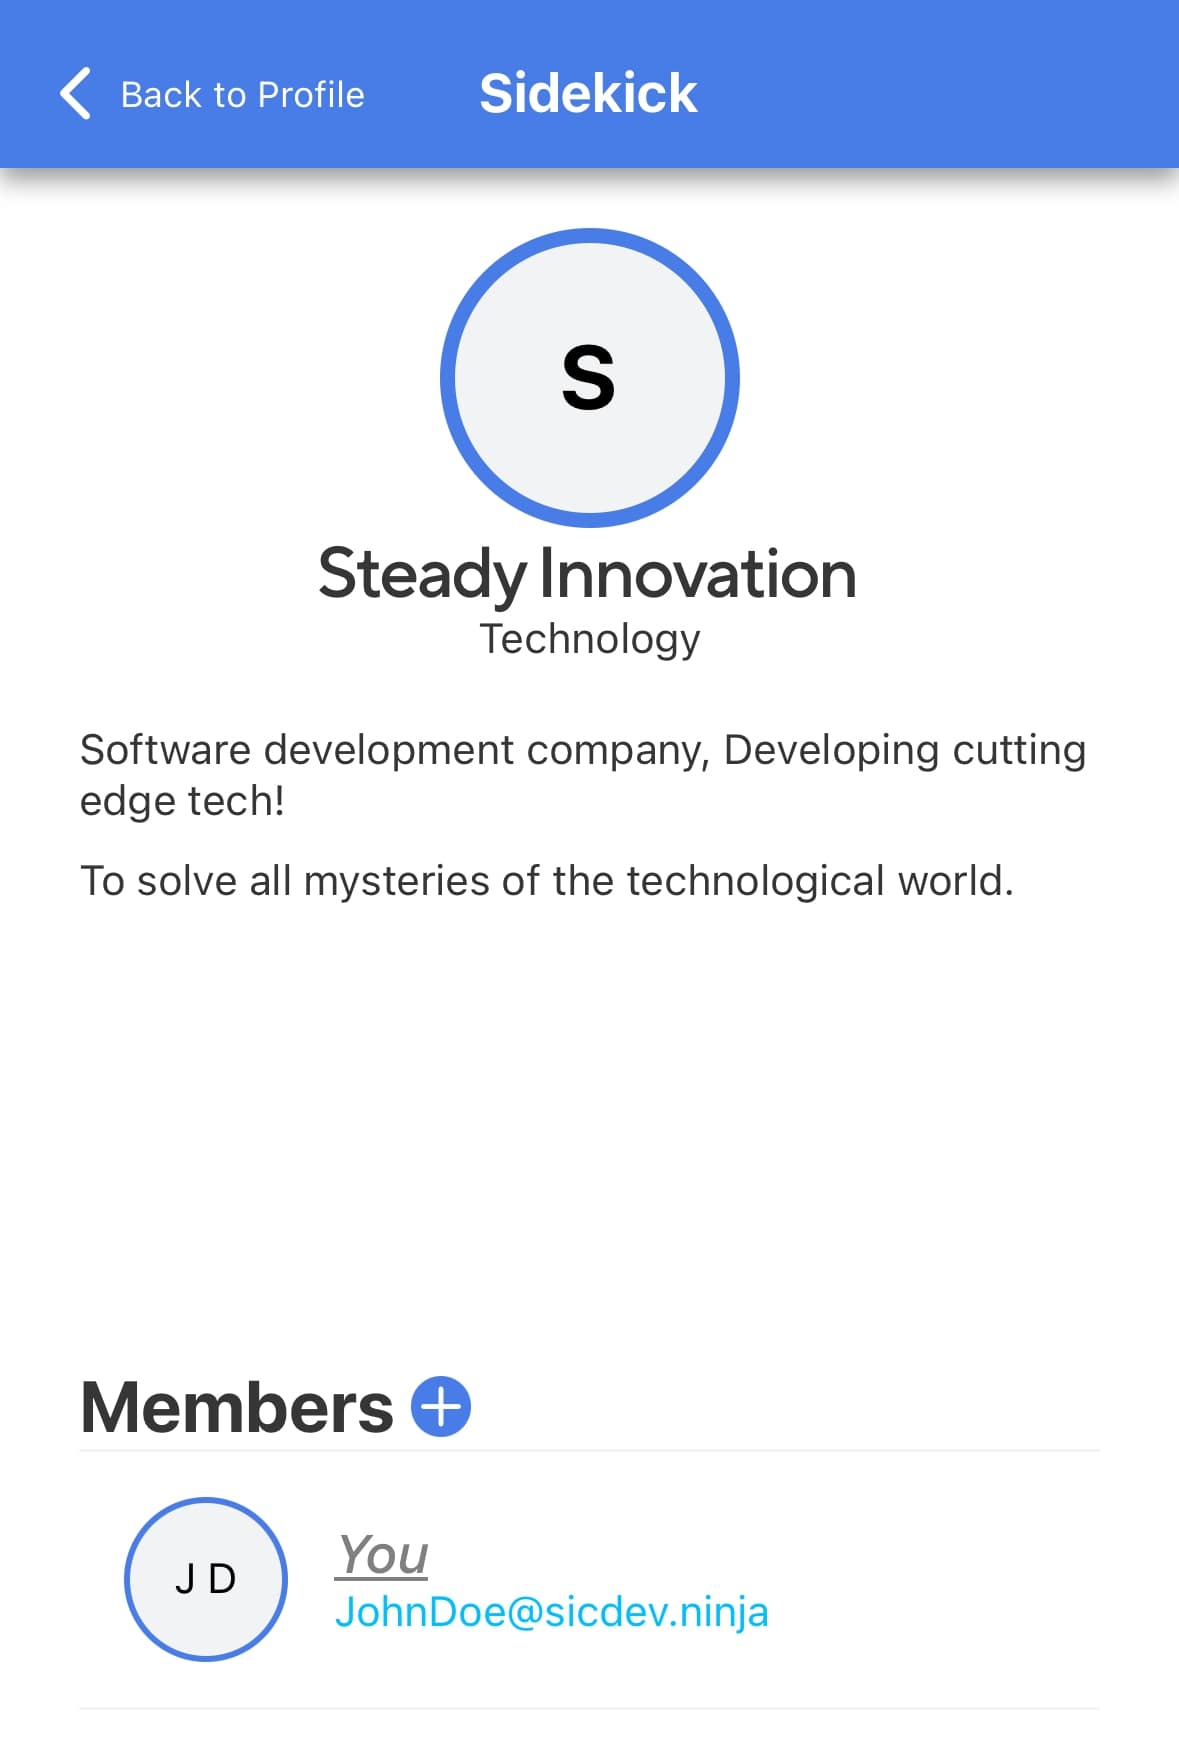 Back to Profile
Sidekick
S
Steady Innovation
Technology
Software development company, Developing cutting
edge tech!
To solve all mysteries of the technological world.
Members
J D
You
JohnDoe@sicdev.ninja